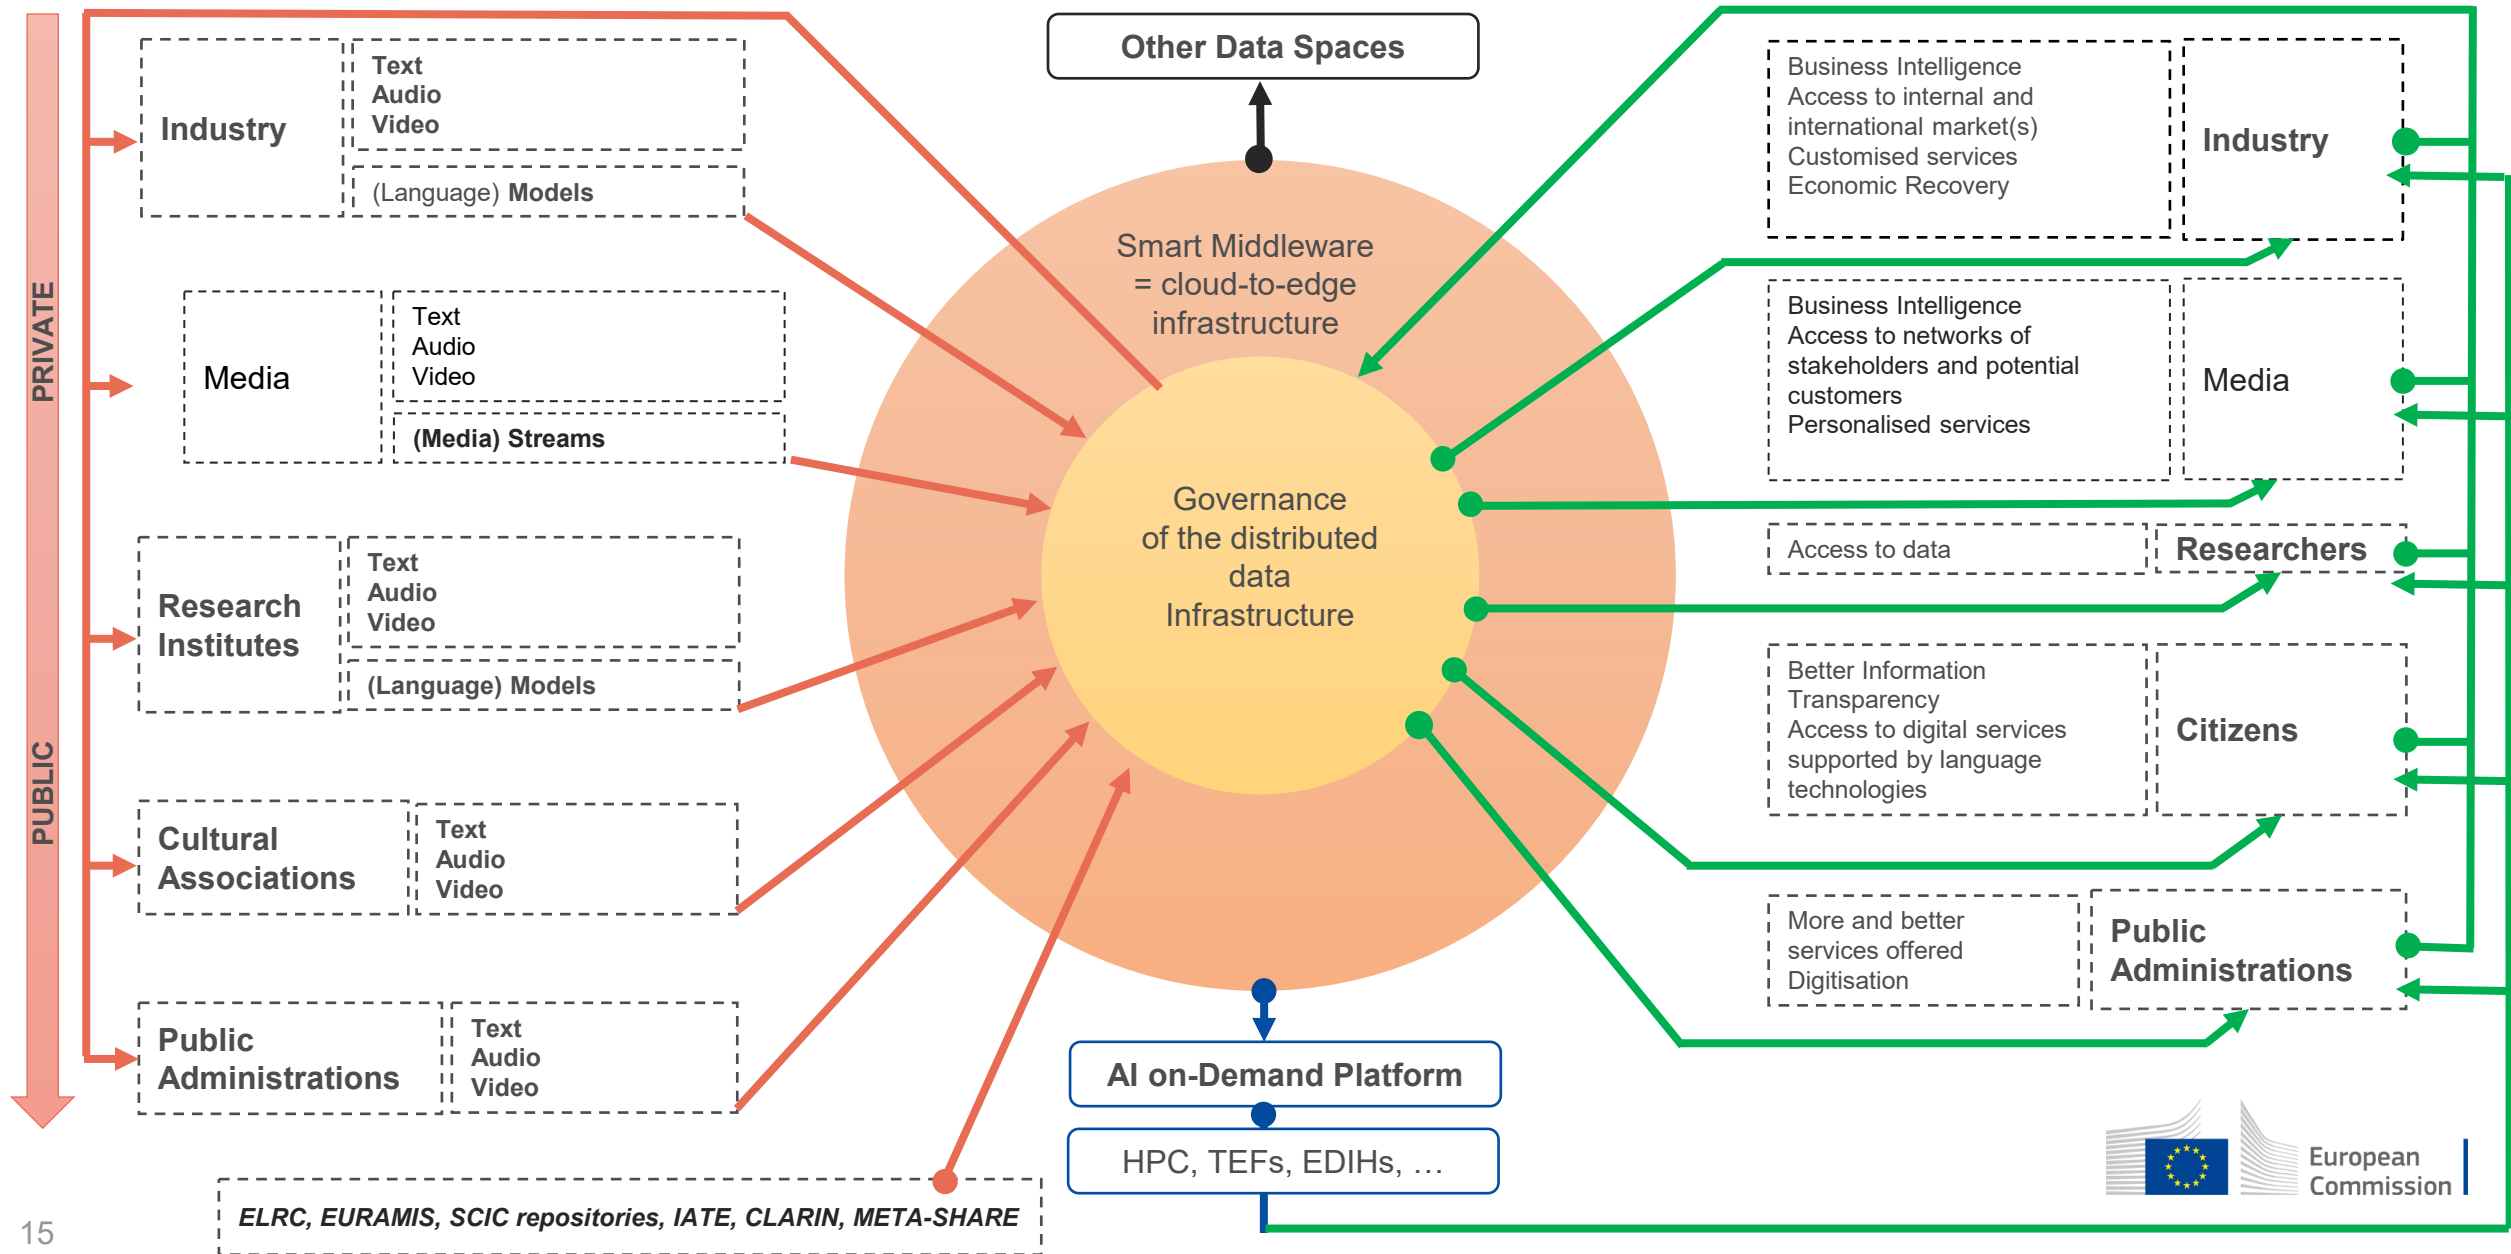 PRIVATE
PUBLIC
Industry
Text
Audio
Video
(Language) Models
Media
Text
Audio
Video
(Media) Streams
Research
Institutes
Text
Audio
Video
(Language) Models
Cultural
Associations
Text
Audio
Video
Public
Administrations
Text
Audio
Video
ELRC, EURAMIS, SCIC repositories, IATE, CLARIN, META-SHARE
15
Other Data Spaces
Smart Middleware
= cloud-to-edge
infrastructure
Governance
of the distributed
data
Infrastructure
AI on-Demand Platform
HPC, TEFs, EDIHs, …
Business Intelligence
Access to internal and
international market(s)
Customised services
Economic Recovery
Industry
Business Intelligence
Access to networks of
stakeholders and potential
customers
Personalised services
Media
Access to data
Researchers
Better Information
Transparency
Access to digital services
supported by language
technologies
Citizens
More and better
services offered
Digitisation
Public
Administrations
European
Commission